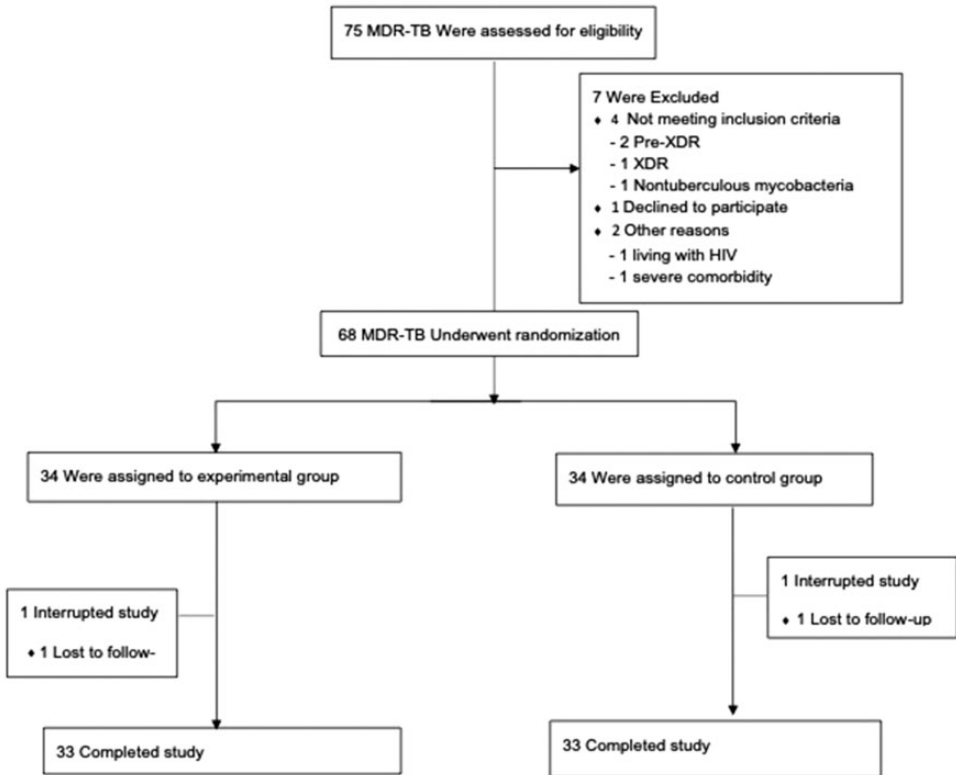 75 MDR-TB Were assessed for eligibility
7 Were Excluded
♦ 4 Not meeting inclusion criteria
- 2 Pre-XDR
- 1 XDR
- 1 Nontuberculous mycobacteria
♦ 1 Declined to participate
♦ 2 Other reasons
- 1 living with HIV
- 1 severe comorbidity
68 MDR-TB Underwent randomization
34 Were assigned to experimental group
34 Were assigned to control group
1 Interrupted study
♦ 1 Lost to follow-
1 Interrupted study
♦ 1 Lost to follow-up
33 Completed study
33 Completed study